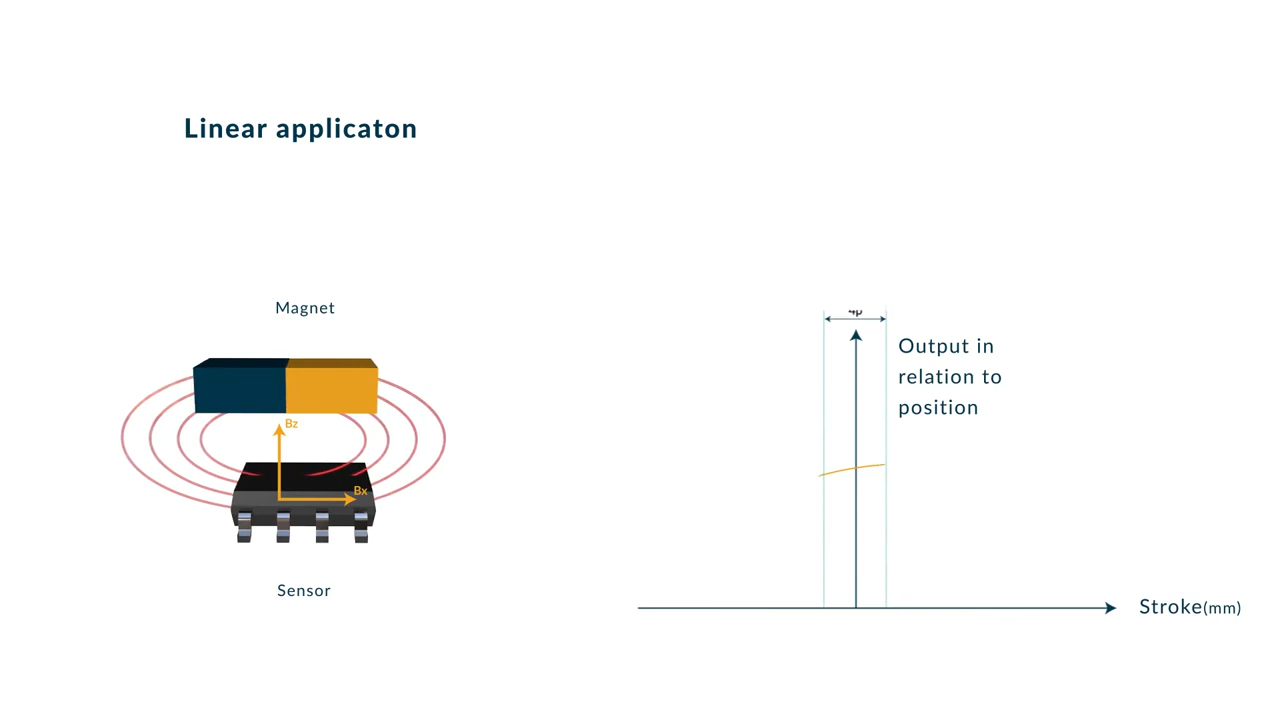 Linear applicaton
Magnet
Bz
Bx
Sensor
Output in
relation to
position
Stroke(mm)